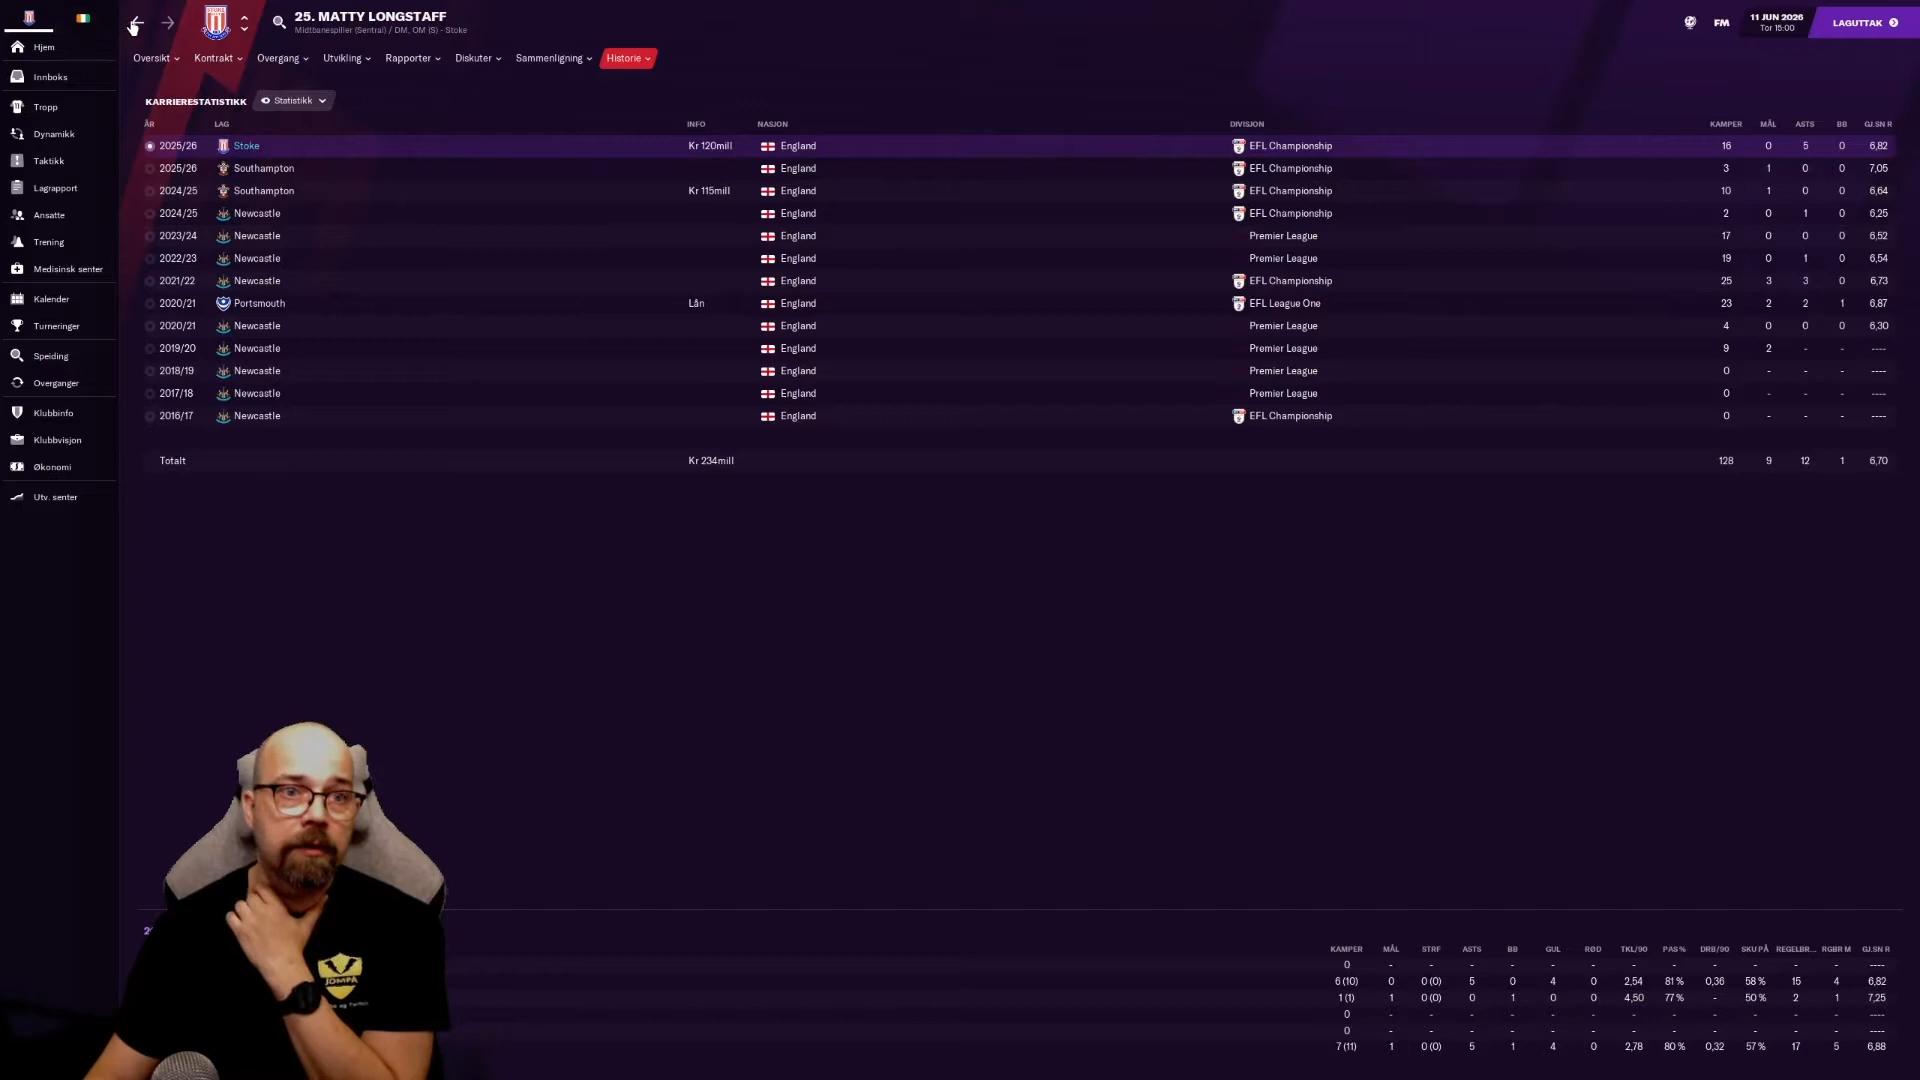 25. MATTY LONGSTAFF
Midtbanespiller (Sentral) / DM, OM (S) - Stoke
FM
11 JUN 2026
Tor 15:00
LAGUTTAK
Oversikt Kontrakt Overgang Utvikling Rapporter Diskuter Sammenligning Historie
Hjem
Innboks
Tropp
Dynamikk
Taktikk
Lagrapport
Ansatte
Trening
Medisinsk senter
Kalender
Turneringer
Speiding
Overganger
Klubbinfo
Klubbvisjon
Økonomi
Utv. senter
KARRIERESTATISTIKK Statistikk
ÅR LAG INFO NASJON DIVISJON KAMPER MÅL ASTS BB GJ.SN R
2025/26 Stoke Kr 120mill England EFL Championship 16 0 5 0 6,82
2025/26 Southampton England EFL Championship 3 1 0 0 7,05
2024/25 Southampton Kr 115mill England EFL Championship 10 1 0 0 6,64
2024/25 Newcastle England EFL Championship 2 0 1 0 6,25
2023/24 Newcastle England Premier League 17 0 0 0 6,52
2022/23 Newcastle England Premier League 19 0 1 0 6,54
2021/22 Newcastle England EFL Championship 25 3 3 0 6,73
2020/21 Portsmouth Lån England EFL League One 23 2 2 1 6,87
2020/21 Newcastle England Premier League 4 0 0 0 6,30
2019/20 Newcastle England Premier League 9 2 - - ----
2018/19 Newcastle England Premier League 0 - - - ----
2017/18 Newcastle England Premier League 0 - - - ----
2016/17 Newcastle England EFL Championship 0 - - - ----
Totalt Kr 234mill 128 9 12 1 6,70
KAMPER MÅL STRF ASTS BB GUL RØD TKL/90 PAS % DRB/90 SKU PÅ REGELBR... RGBR M GJ.SN R
0 - - - - - - - - - - - - ----
6 (10) 0 0 (0) 5 0 4 0 2,54 81 % 0,36 58 % 15 4 6,82
1 (1) 1 0 (0) 0 1 0 0 4,50 77 % - 50 % 2 1 7,25
0 - - - - - - - - - - - - ----
0 - - - - - - - - - - - - ----
7 (11) 1 0 (0) 5 1 4 0 2,78 80 % 0,32 57 % 17 5 6,88
JOMPA